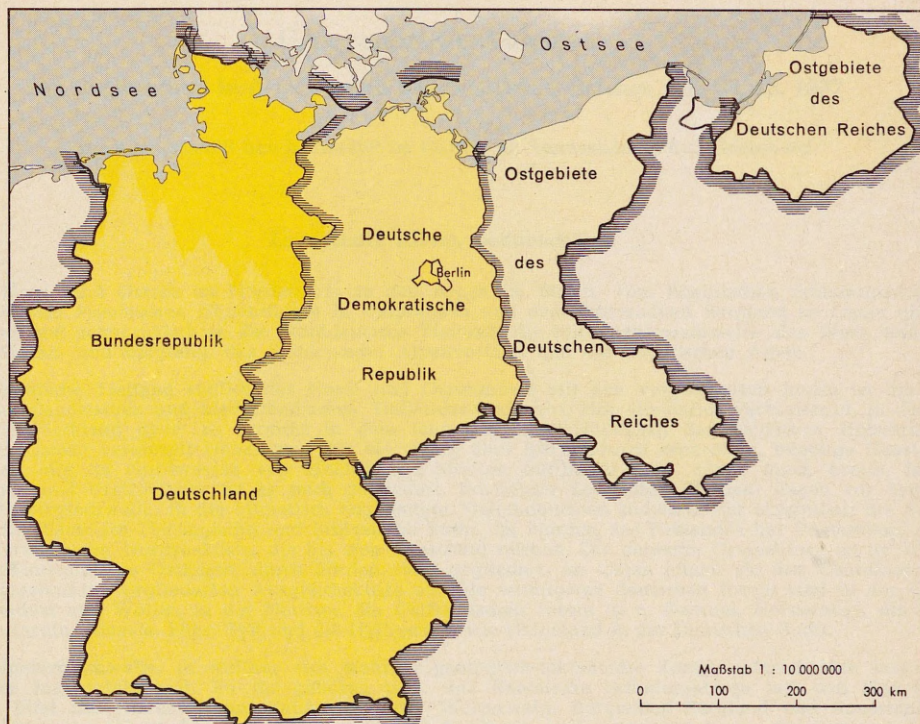 Nordsee
Ostsee
Ostgebiete
des
Deutschen Reiches
Ostgebiete
des
Deutschen
Reiches
Deutsche
Berlin
Demokratische
Republik
Bundesrepublik
Deutschland
Maßstab 1 : 10 000 000
0 100 200 300 km